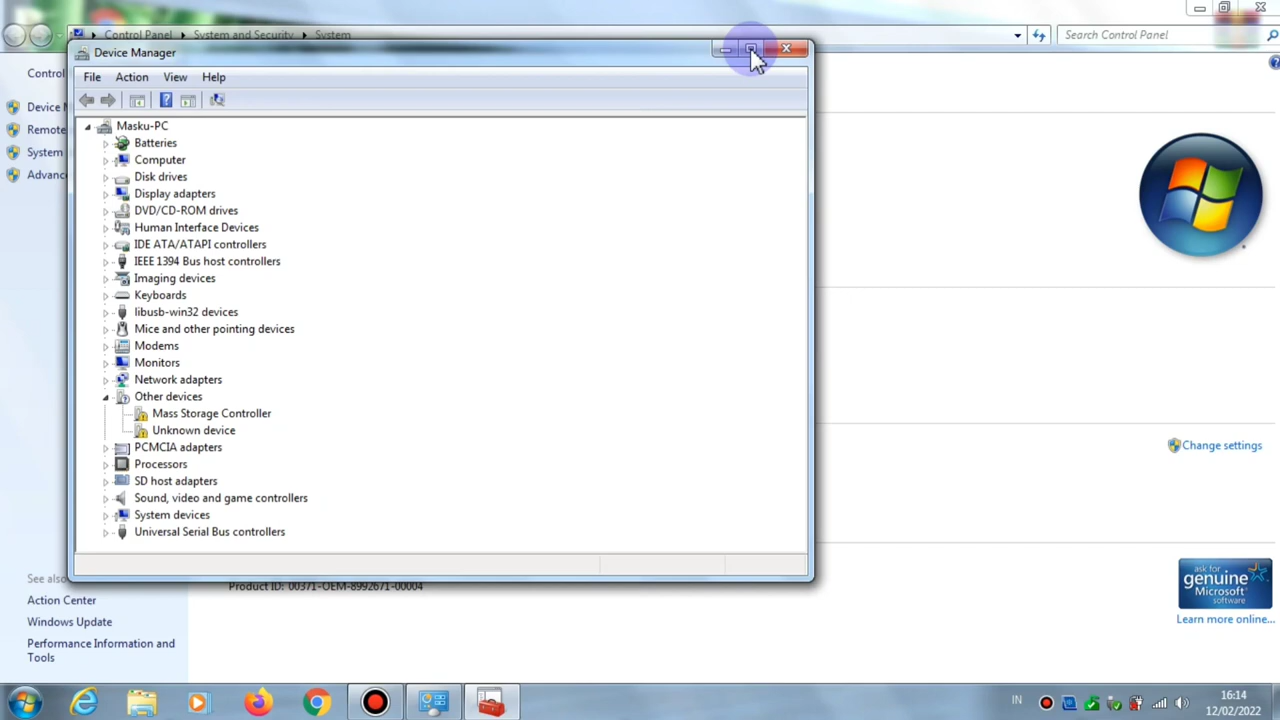 Control Panel System and Security System
Search Control Panel
Device Manager
Control
File Action View Help
Device M
Remote
System
Advanc
Masku-PC
Batteries
Computer
Disk drives
Display adapters
DVD/CD-ROM drives
Human Interface Devices
IDE ATA/ATAPI controllers
IEEE 1394 Bus host controllers
Imaging devices
Keyboards
libusb-win32 devices
Mice and other pointing devices
Modems
Monitors
Network adapters
Other devices
Mass Storage Controller
Unknown device
PCMCIA adapters
Processors
SD host adapters
Sound, video and game controllers
System devices
Universal Serial Bus controllers
Change settings
See also
Product ID: 00371-OEM-8992671-00004
Action Center
Windows Update
Performance Information and
Tools
ask for
genuine
Microsoft
software
Learn more online...
IN
16:14
12/02/2022